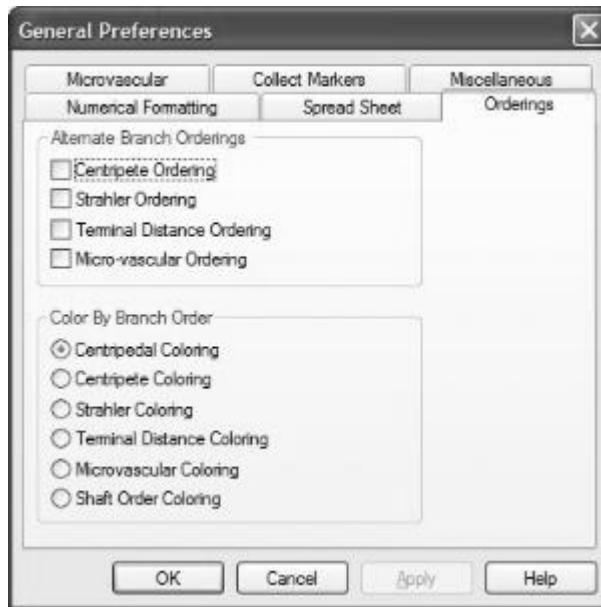 General Preferences
Microvascular Collect Markers Miscellaneous
Numerical Formatting Spread Sheet Orderings
Alternate Branch Orderings
Centripete Ordering
Strahler Ordering
Terminal Distance Ordering
Micro-vascular Ordering
Color By Branch Order
Centripedal Coloring
Centripete Coloring
Strahler Coloring
Terminal Distance Coloring
Microvascular Coloring
Shaft Order Coloring
OK Cancel Apply Help